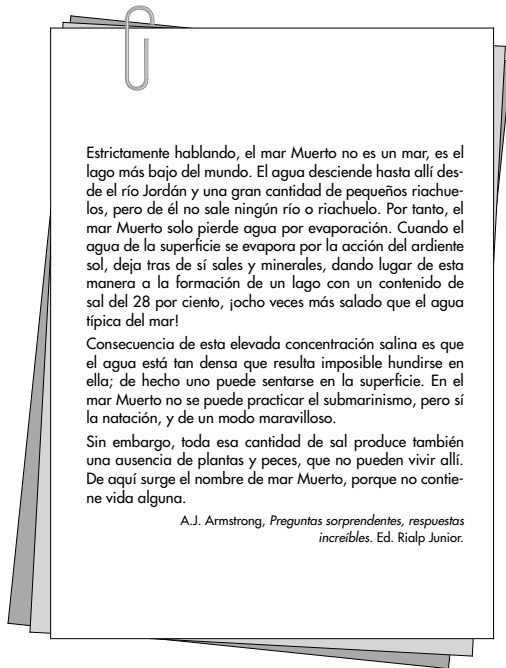 Estrictamente hablando, el mar Muerto no es un mar, es el
lago más bajo del mundo. El agua desciende hasta allí des-
de el río Jordán y una gran cantidad de pequeños riachue-
los, pero de él no sale ningún río o riachuelo. Por tanto, el
mar Muerto solo pierde agua por evaporación. Cuando el
agua de la superficie se evapora por la acción del ardiente
sol, deja tras de sí sales y minerales, dando lugar de esta
manera a la formación de un lago con un contenido de
sal del 28 por ciento, ¡ocho veces más salado que el agua
típica del mar!
Consecuencia de esta elevada concentración salina es que
el agua está tan densa que resulta imposible hundirse en
ella; de hecho uno puede sentarse en la superficie. En el
mar Muerto no se puede practicar el submarinismo, pero sí
la natación, y de un modo maravilloso.
Sin embargo, toda esa cantidad de sal produce también
una ausencia de plantas y peces, que no pueden vivir allí.
De aquí surge el nombre de mar Muerto, porque no contie-
ne vida alguna.
A.J. Armstrong, Preguntas sorprendentes, respuestas
increíbles. Ed. Rialp Junior.